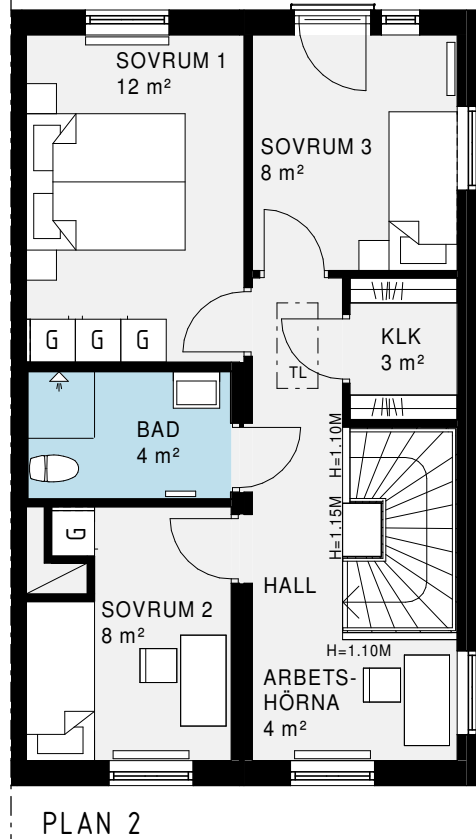 SOVRUM 1
12 m²
SOVRUM 3
8 m²
G G G
TL
KLK
3 m²
BAD
4 m²
H=1.10M
H=1.15M
G
HALL
SOVRUM 2
8 m²
H=1.10M
ARBETS-
HÖRNA
4 m²
PLAN 2